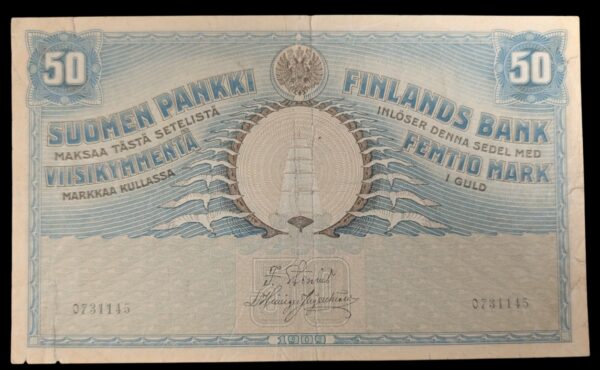 50
50
SUOMEN PANKKI
MAKSAA TÄSTÄ SETELISTÄ
VIISIKYMMENTÄ
MARKKAA KULLASSA
FINLANDS BANK
INLÖSER DENNA SEDEL MED
FEMTIO MARK
I GULD
0731145
0731145
1909